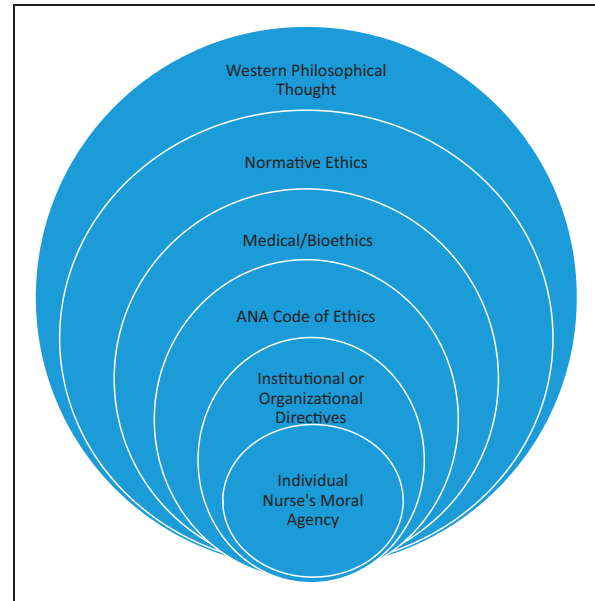 Western Philosophical
Thought
Normative Ethics
Medical/Bioethics
ANA Code of Ethics
Institutional or
Organizational
Directives
Individual
Nurse's Moral
Agency